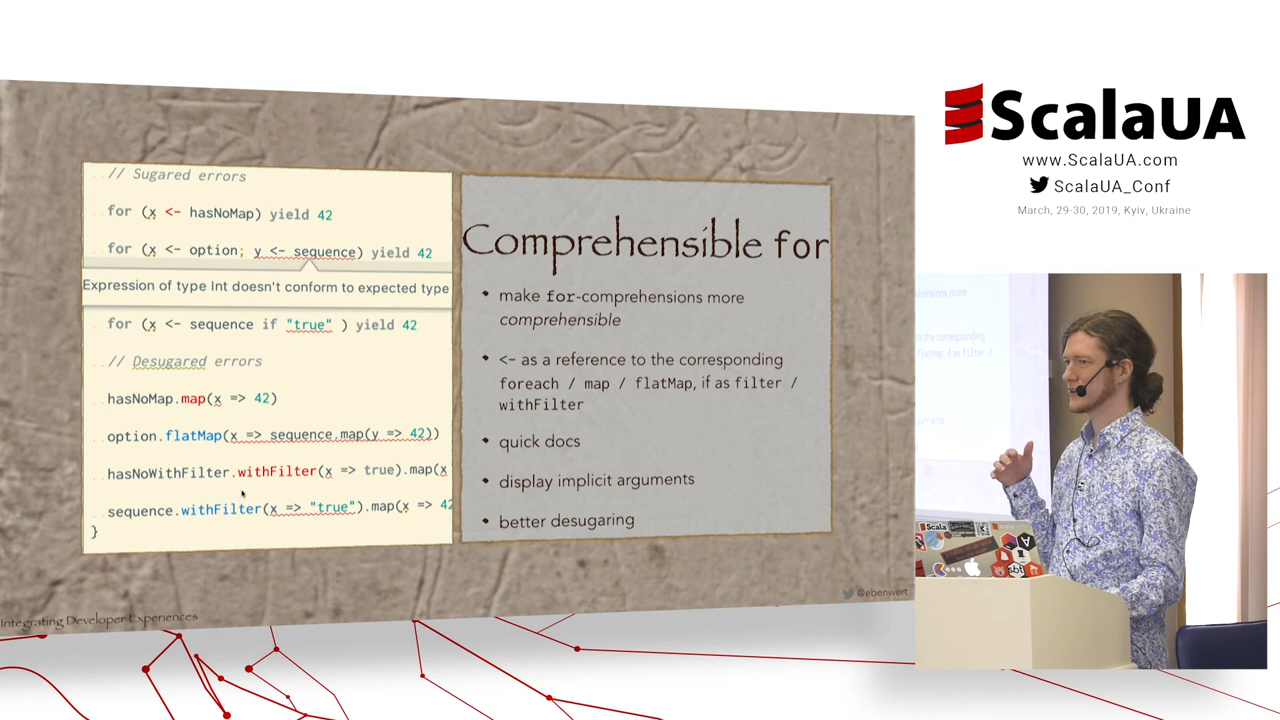 // Sugared errors
for (x <- hasNoMap) yield 42
for (x <- option; y <- sequence) yield 42
Expression of type Int doesn't conform to expected type
for (x <- sequence if "true" ) yield 42
// Desugared errors
hasNoMap.map(x => 42)
option.flatMap(x => sequence.map(y => 42))
hasNoWithFilter.withFilter(x => true).map(x
sequence.withFilter(x => "true").map(x => 42
}
Comprehensible for
• make for-comprehensions more
comprehensible
• <- as a reference to the corresponding
foreach / map / flatMap, if as filter /
withFilter
• quick docs
• display implicit arguments
• better desugaring
@ebenwert
Integrating Developer Experiences
ScalaUA
www.ScalaUA.com
ScalaUA_Conf
March, 29-30, 2019, Kyiv, Ukraine
Scala
sbt